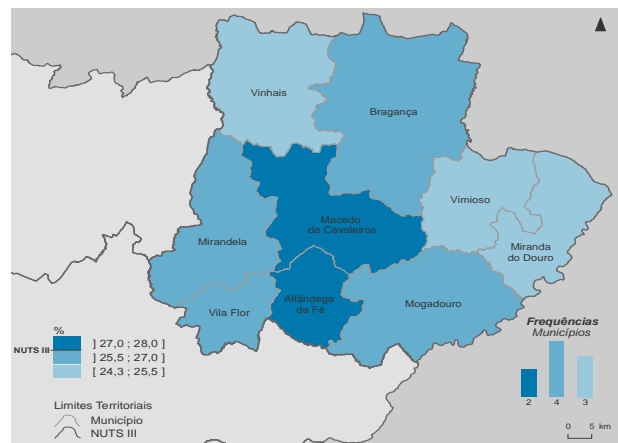 Vinhais
Bragança
Vimioso
Macedo
de Cavaleiros
Mirandela
Miranda
do Douro
Alfândega
da Fé
Mogadouro
Vila Flor
%
NUTS III
] 27,0 ; 28,0 ]
] 25,5 ; 27,0 ]
[ 24,3 ; 25,5 ]
Limites Territoriais
Município
NUTS III
Frequências
Municípios
2 4 3
0 5 km